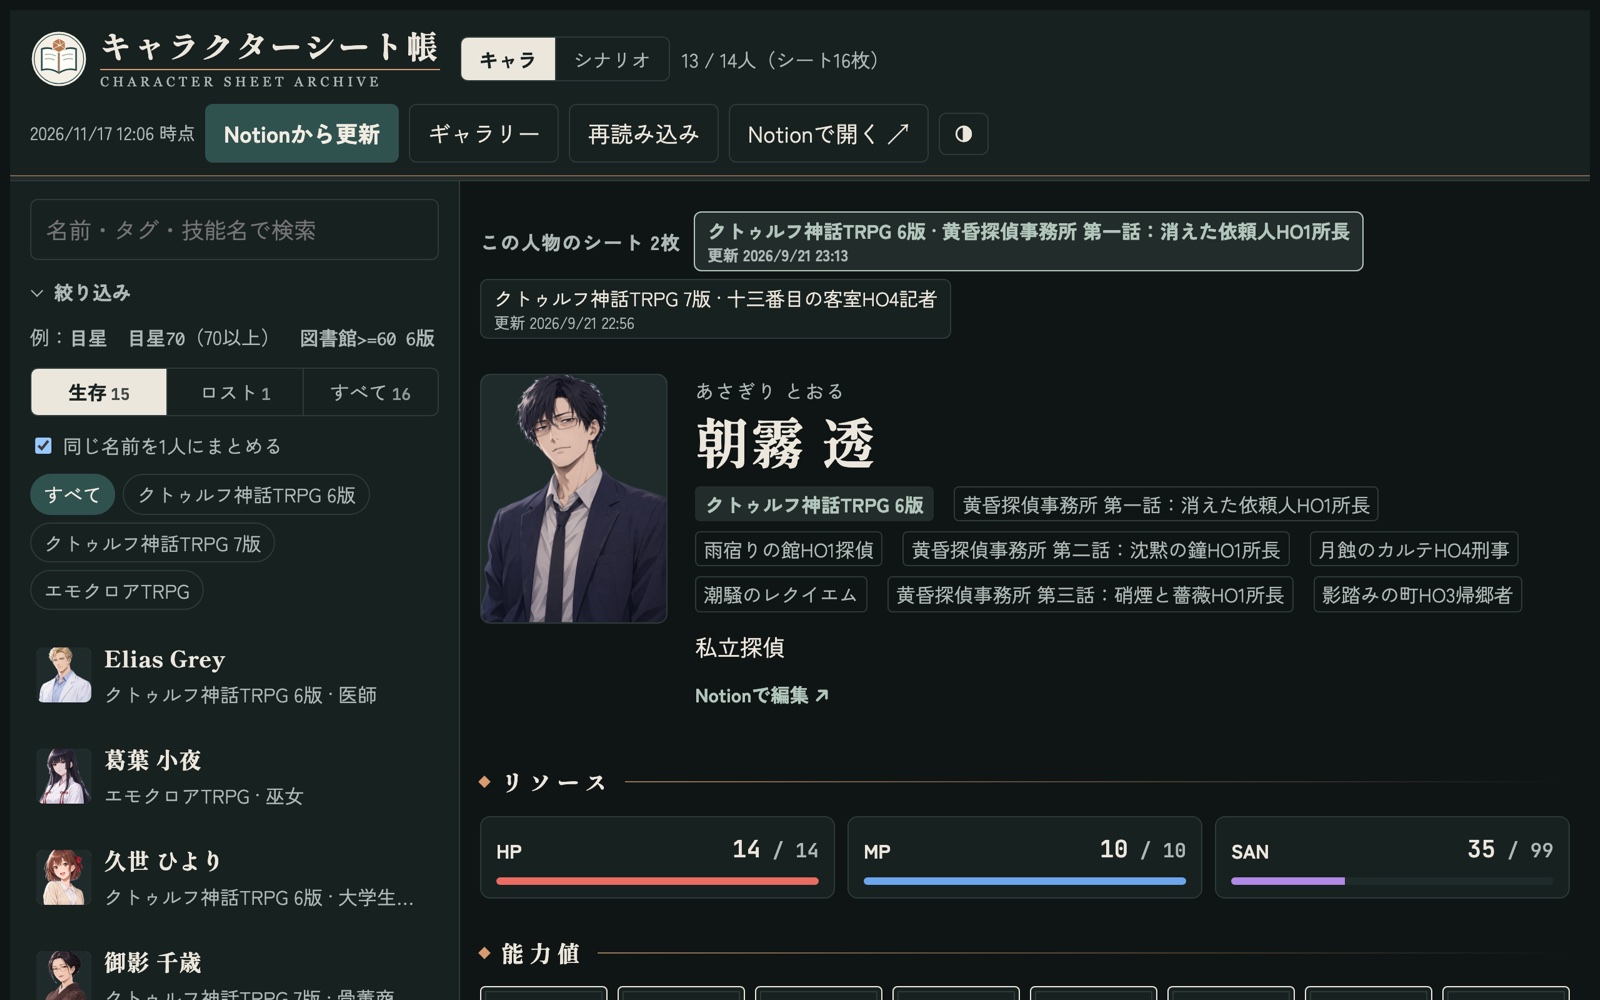 キャラクターシート帳
CHARACTER SHEET ARCHIVE
キャラ シナリオ 13 / 14人（シート16枚）
2026/11/17 12:06 時点 Notionから更新 ギャラリー 再読み込み Notionで開く ↗
名前・タグ・技能名で検索
絞り込み
例：目星 目星70（70以上） 図書館>=60 6版
生存 15 ロスト 1 すべて 16
同じ名前を1人にまとめる
すべて クトゥルフ神話TRPG 6版
クトゥルフ神話TRPG 7版
エモクロアTRPG
Elias Grey
クトゥルフ神話TRPG 6版 · 医師
葛葉 小夜
エモクロアTRPG · 巫女
久世 ひより
クトゥルフ神話TRPG 6版 · 大学生…
御影 千歳
クトゥルフ神話TRPG 7版 · 骨董商
この人物のシート 2枚
クトゥルフ神話TRPG 6版 · 黄昏探偵事務所 第一話：消えた依頼人HO1所長
更新 2026/9/21 23:13
クトゥルフ神話TRPG 7版 · 十三番目の客室HO4記者
更新 2026/9/21 22:56
あさぎり とおる
朝霧 透
クトゥルフ神話TRPG 6版 黄昏探偵事務所 第一話：消えた依頼人HO1所長
雨宿りの館HO1探偵 黄昏探偵事務所 第二話：沈黙の鐘HO1所長 月蝕のカルテHO4刑事
潮騒のレクイエム 黄昏探偵事務所 第三話：硝煙と薔薇HO1所長 影踏みの町HO3帰郷者
私立探偵
Notionで編集 ↗
リソース
HP 14 / 14 MP 10 / 10 SAN 35 / 99
能力値